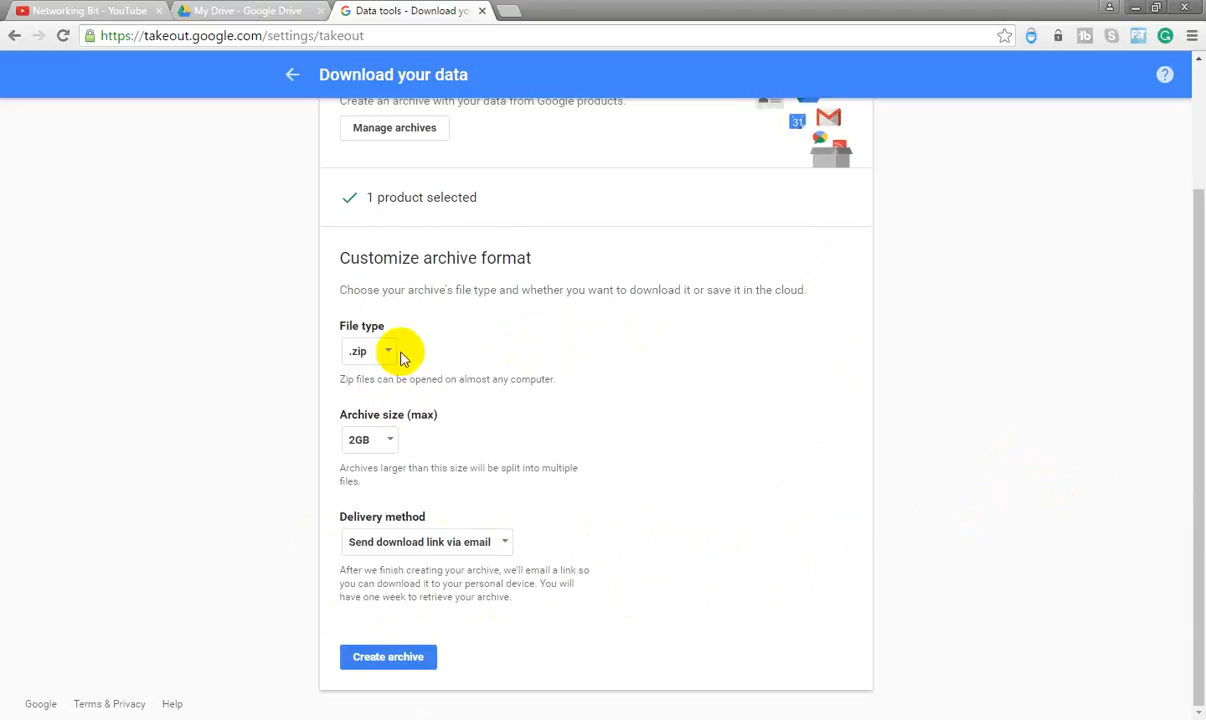 Networking Bit - YouTube
My Drive - Google Drive
Data tools - Download yo
https://takeout.google.com/settings/takeout
Download your data
Create an archive with your data from Google products.
Manage archives
31
1 product selected
Customize archive format
Choose your archive's file type and whether you want to download it or save it in the cloud.
File type
.zip
Zip files can be opened on almost any computer.
Archive size (max)
2GB
Archives larger than this size will be split into multiple
files.
Delivery method
Send download link via email
After we finish creating your archive, we'll email a link so
you can download it to your personal device. You will
have one week to retrieve your archive.
Create archive
Google
Terms & Privacy
Help